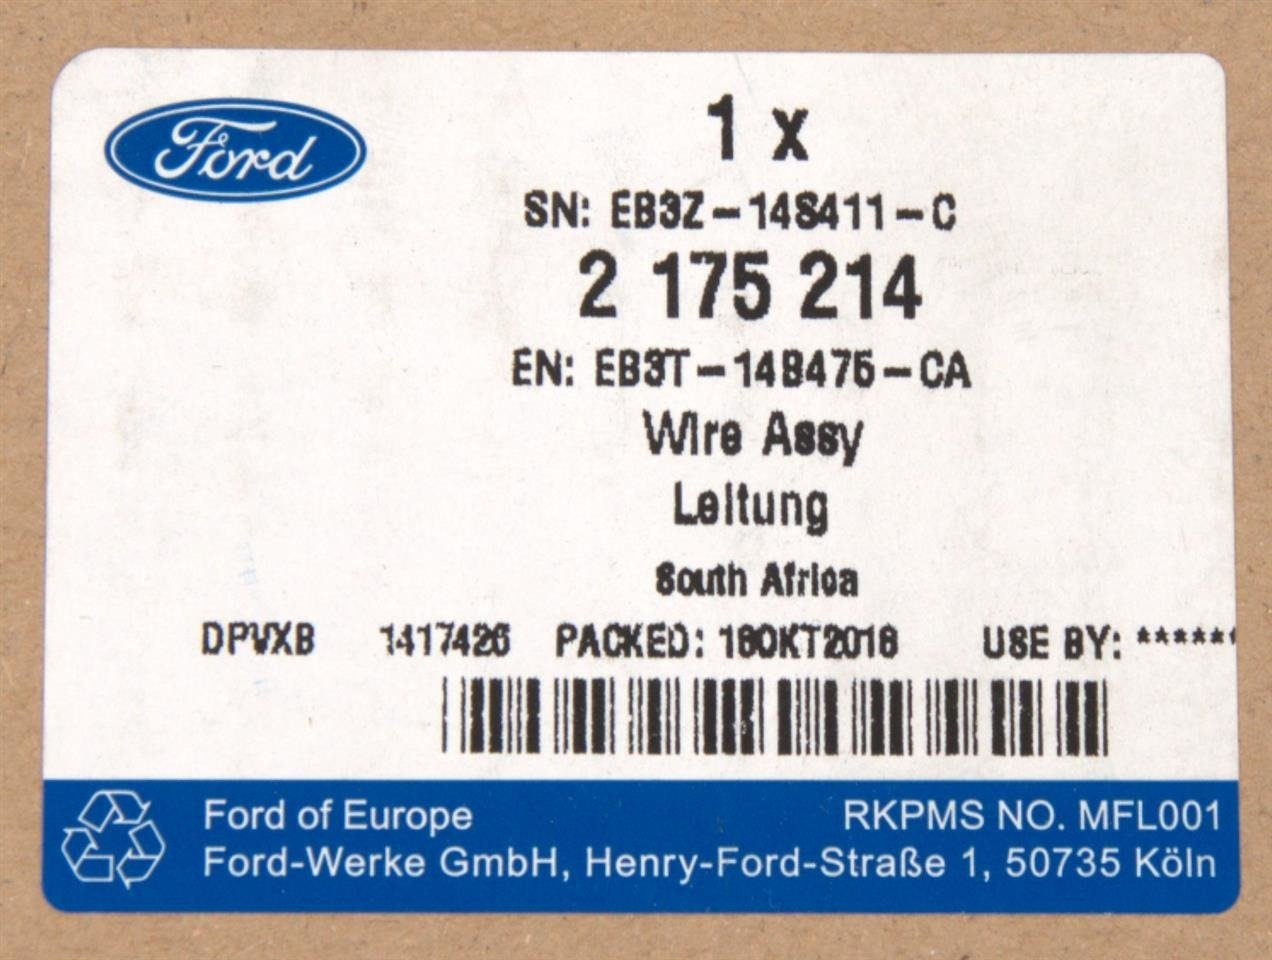 Ford
1 x
SN: EB3Z-14S411-C
2 175 214
EN: EB3T-14B475-CA
Wire Assy
Leitung
South Africa
DPVXB 1417426 PACKED: USE BY: ******
Ford of Europe RKPMS NO. MFL001
Ford-Werke GmbH, Henry-Ford-Straße 1, 50735 Köln